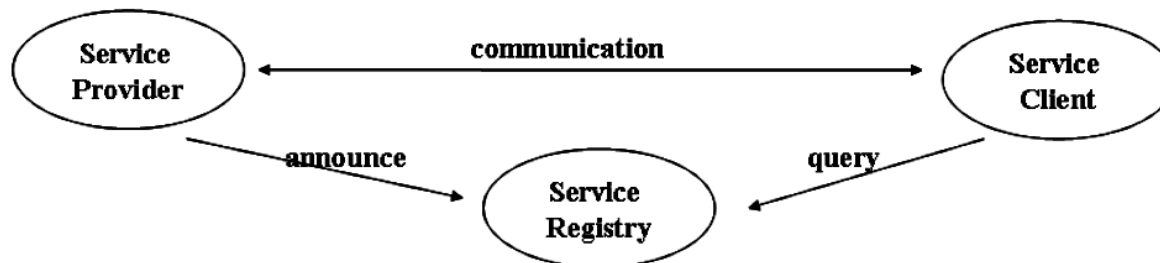 Service
Provider
communication
Service
Client
announce
query
Service
Registry